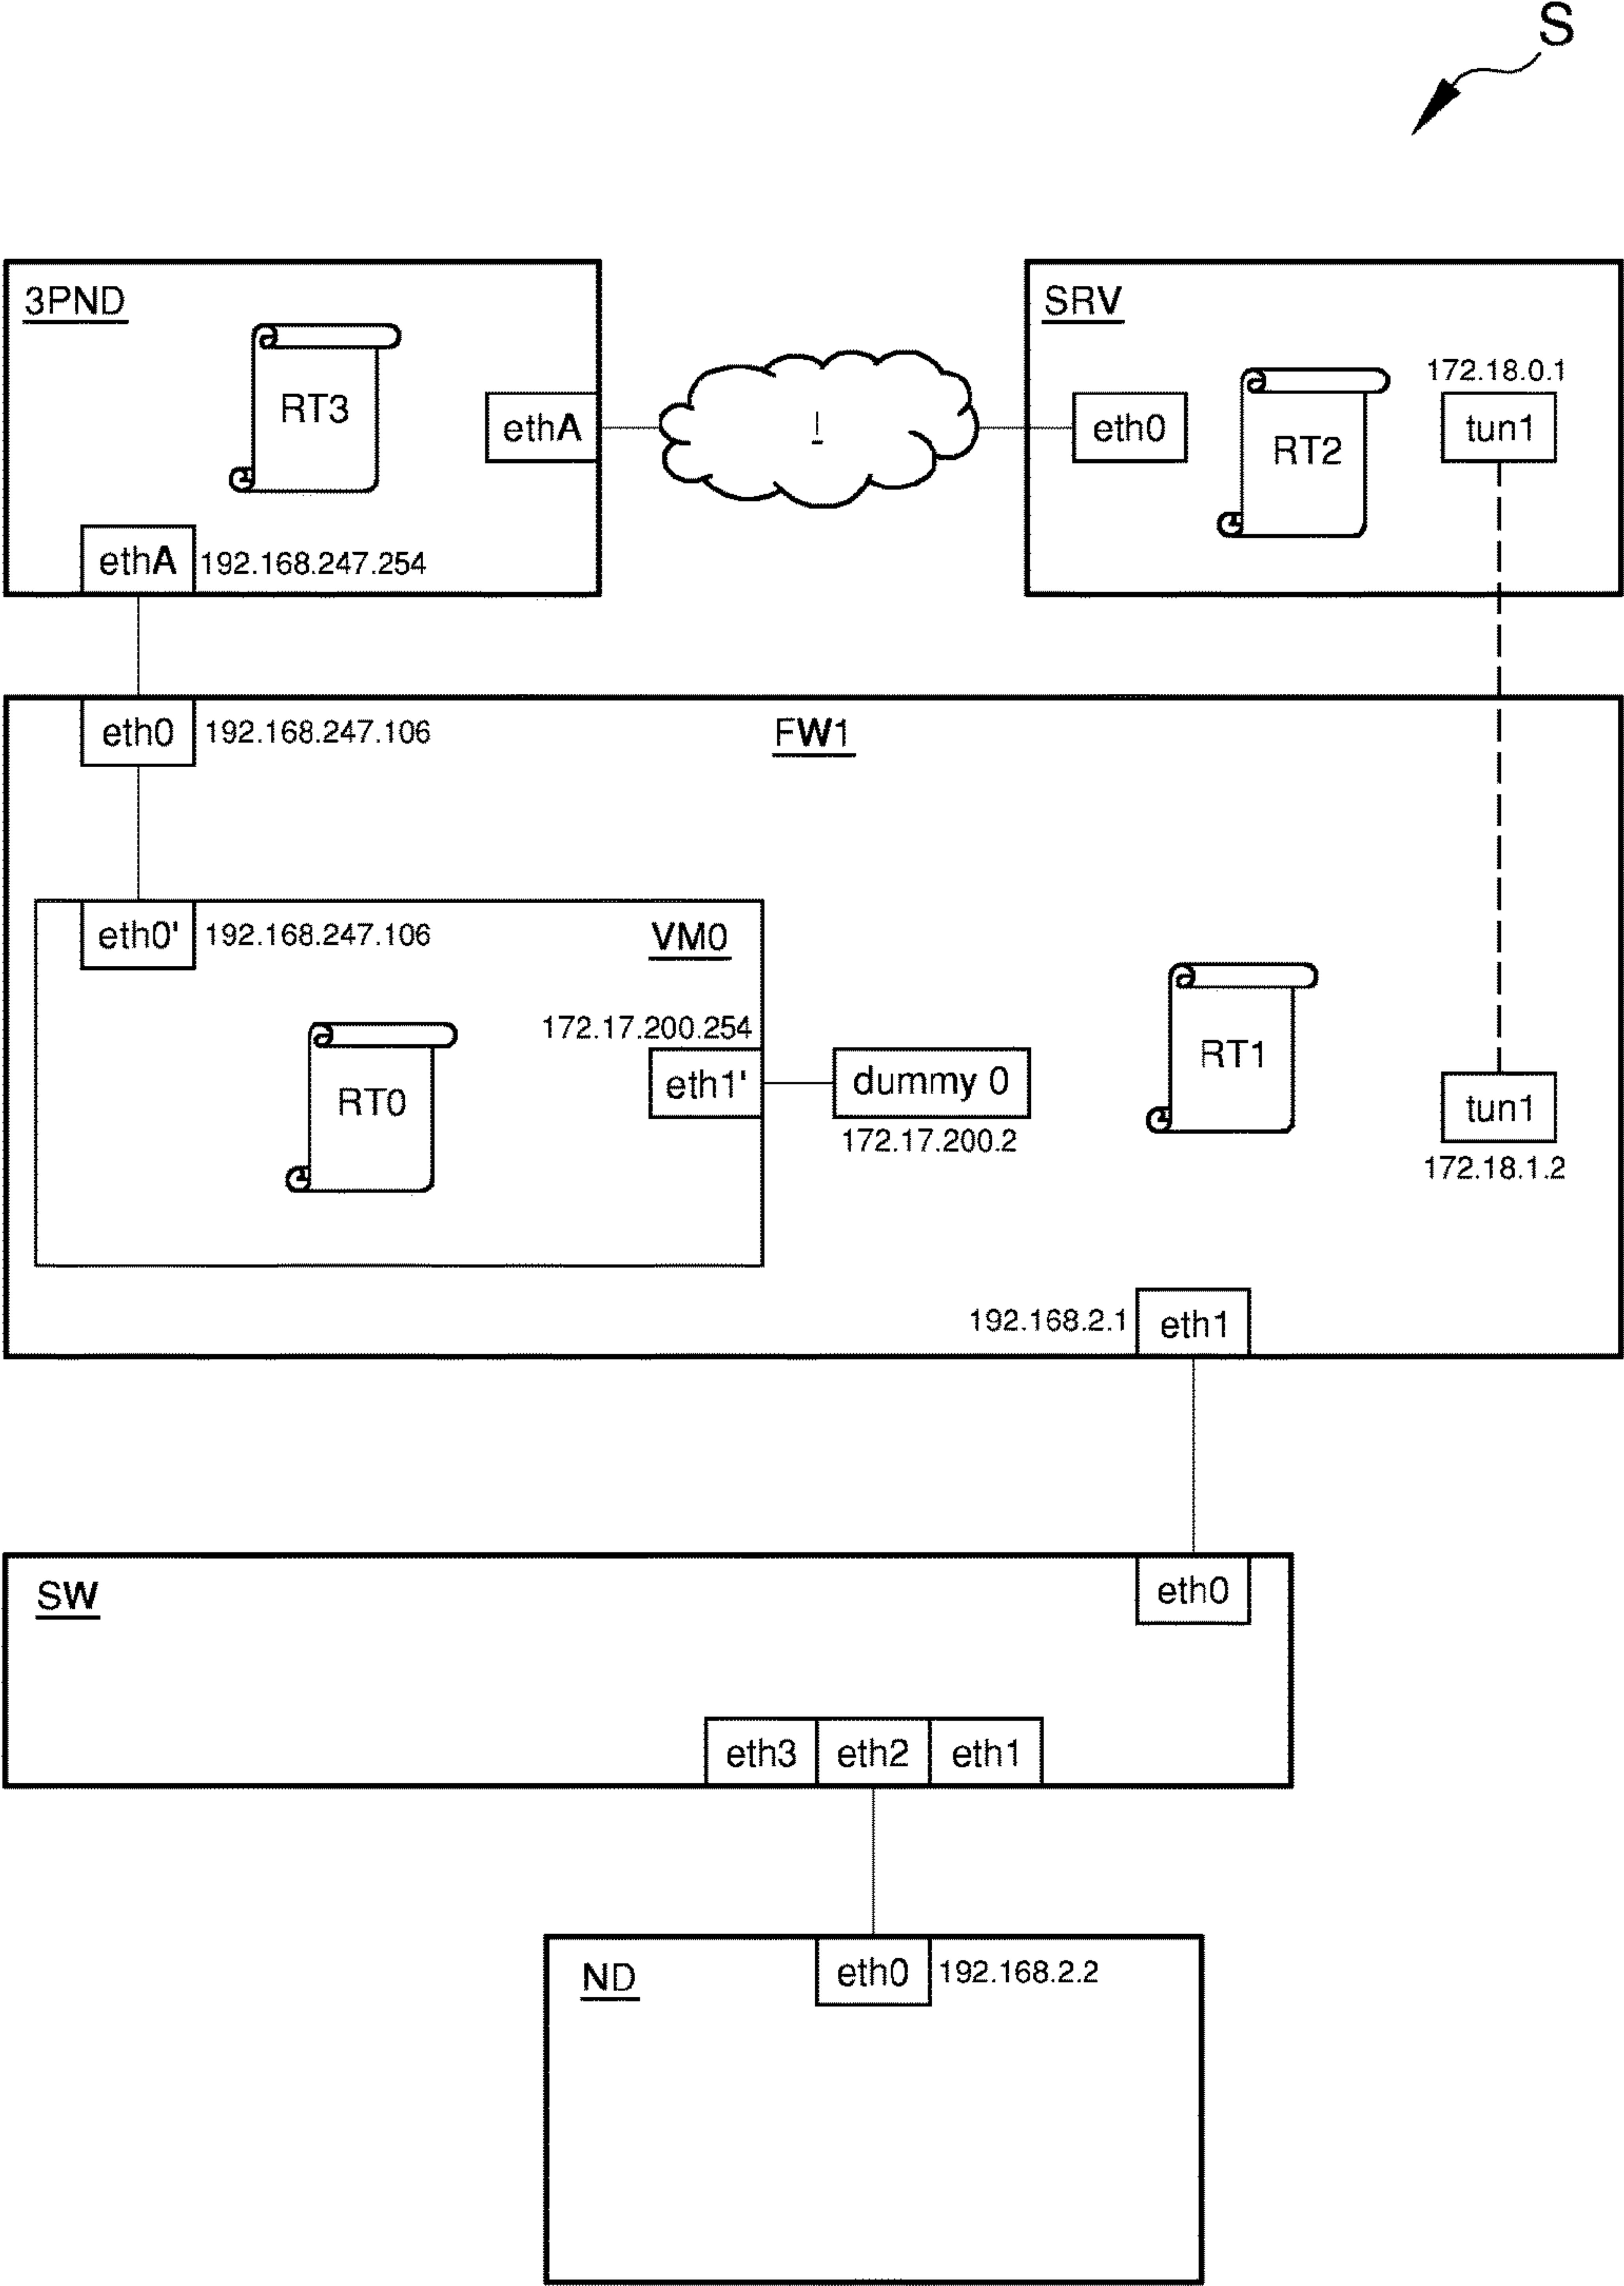 S
3PND
SRV
RT3
ethA
I
eth0
RT2
172.18.0.1
tun1
ethA 192.168.247.254
eth0 192.168.247.106
FW1
eth0' 192.168.247.106
VM0
RT0
172.17.200.254
eth1'
dummy 0
172.17.200.2
RT1
tun1
172.18.1.2
192.168.2.1 eth1
SW
eth0
eth3 eth2 eth1
ND
eth0 192.168.2.2